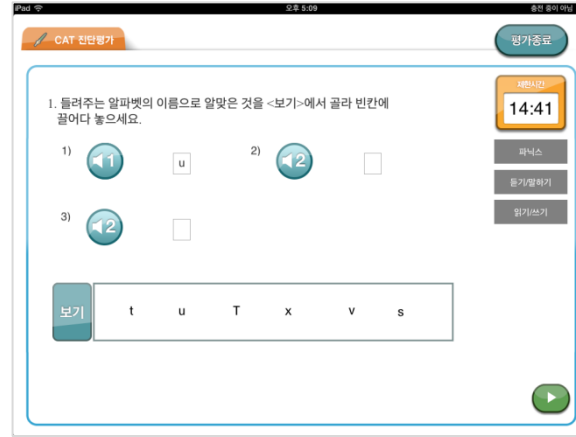 iPad 오후 5:09 충전 중이 아님
CAT 진단평가
평가종료
제한시간
14:41
1. 들려주는 알파벳의 이름으로 알맞은 것을 <보기>에서 골라 빈칸에
끌어다 놓으세요.
1) 1 u 2) 2
3) 2
파닉스
듣기/말하기
읽기/쓰기
보기 t u T x v s